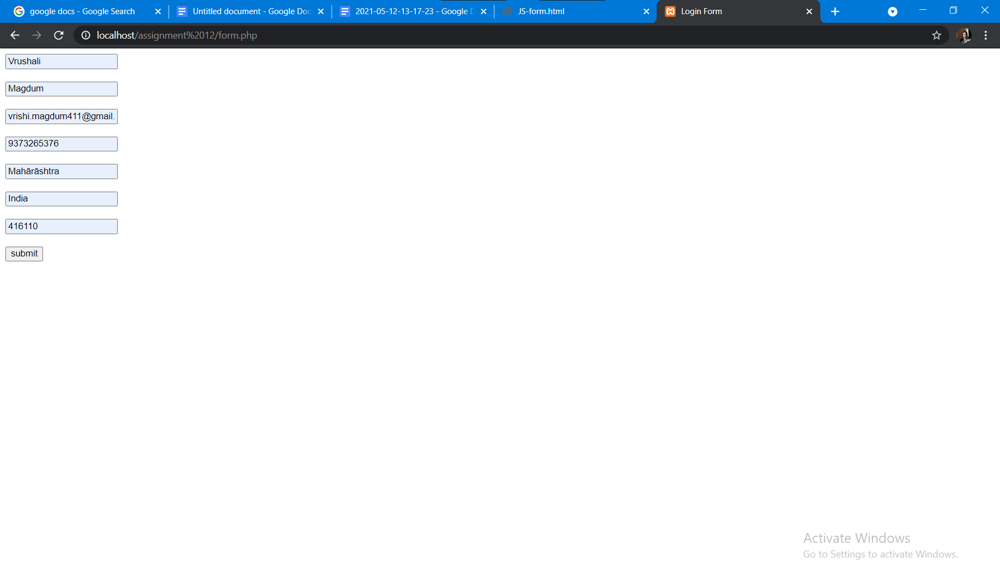 google docs - Google Search
Untitled document - Google Doc
2021-05-12-13-17-23 - Google D
JS-form.html
Login Form
localhost/assignment%2012/form.php
Vrushali
Magdum
vrishi.magdum411@gmail.
9373265376
Mahārāshtra
India
416110
submit
Activate Windows
Go to Settings to activate Windows.